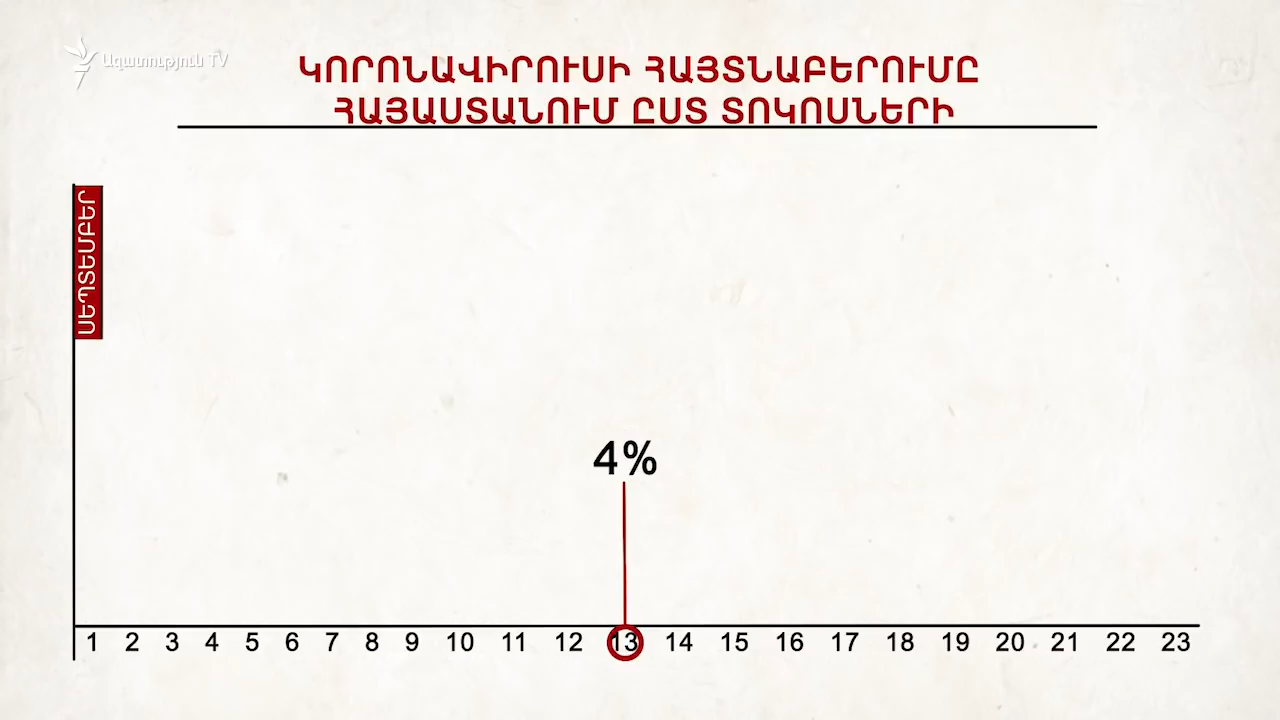 Ազատություն TV
ԿՈՐՈՆԱՎԻՐՈՒՍԻ ՀԱՅՏՆԱԲԵՐՈՒՄԸ
ՀԱՅԱՍՏԱՆՈՒՄ ԸՍՏ ՏՈԿՈՍՆԵՐԻ
ՍԵՊՏԵՄԲԵՐ
4%
1 2 3 4 5 6 7 8 9 10 11 12 13 14 15 16 17 18 19 20 21 22 23